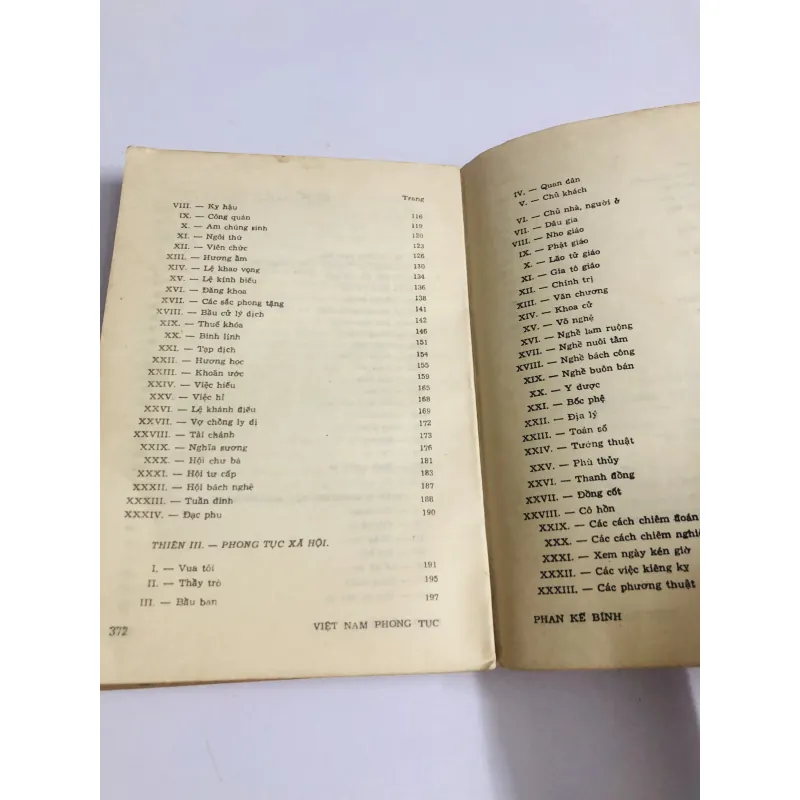 Trang
VIII. — Kỵ hậu 116
IX. — Công quán 119
X. — Am chúng sinh 120
XI. — Ngôi thứ 123
XII. — Viên chức 126
XIII. — Hương ẩm 130
XIV. — Lệ khao vọng 134
XV. — Lệ kính biếu 136
XVI. — Đăng khoa 138
XVII. — Các sắc phong tặng 141
XVIII. — Bầu cử lý dịch 142
XIX. — Thuế khóa 146
XX. — Binh lính 151
XXI. — Tạp dịch 154
XXII. — Hương học 155
XXIII. — Khoán ước 159
XXIV. — Việc hiếu 165
XXV. — Việc hỉ 168
XXVI. — Lệ khánh điếu 169
XXVII. — Vợ chồng ly dị 172
XXVIII. — Tài chánh 173
XXIX. — Nghĩa sương 176
XXX. — Hội chư bá 181
XXXI. — Hội tư cấp 183
XXXII. — Hội bách nghệ 187
XXXIII. — Tuần đinh 188
XXXIV. — Đạc phu 190
THIÊN III. — PHONG TỤC XÃ HỘI.
I. — Vua tôi 191
II. — Thầy trò 195
III. — Bầu bạn 197
372 VIỆT NAM PHONG TỤC
IV. — Quan dân
V. — Chủ khách
VI. — Chủ nhà, người ở
VII. — Dâu gia
VIII. — Nho giáo
IX. — Phật giáo
X. — Lão tử giáo
XI. — Gia tô giáo
XII. — Chính trị
XIII. — Văn chương
XIV. — Khoa cử
XV. — Võ nghệ
XVI. — Nghề làm ruộng
XVII. — Nghề nuôi tằm
XVIII. — Nghề bách công
XIX. — Nghề buôn bán
XX. — Y dược
XXI. — Bốc phệ
XXII. — Địa lý
XXIII. — Toán số
XXIV. — Tướng thuật
XXV. — Phù thủy
XXVI. — Thanh đồng
XXVII. — Đồng cốt
XXVIII. — Cô hồn
XXIX. — Các cách chiêm đoán
XXX. — Các cách chiêm nghiệ
XXXI. — Xem ngày kén giờ
XXXII. — Các việc kiêng kỵ
XXXIII. — Các phương thuật
PHAN KẾ BÍNH